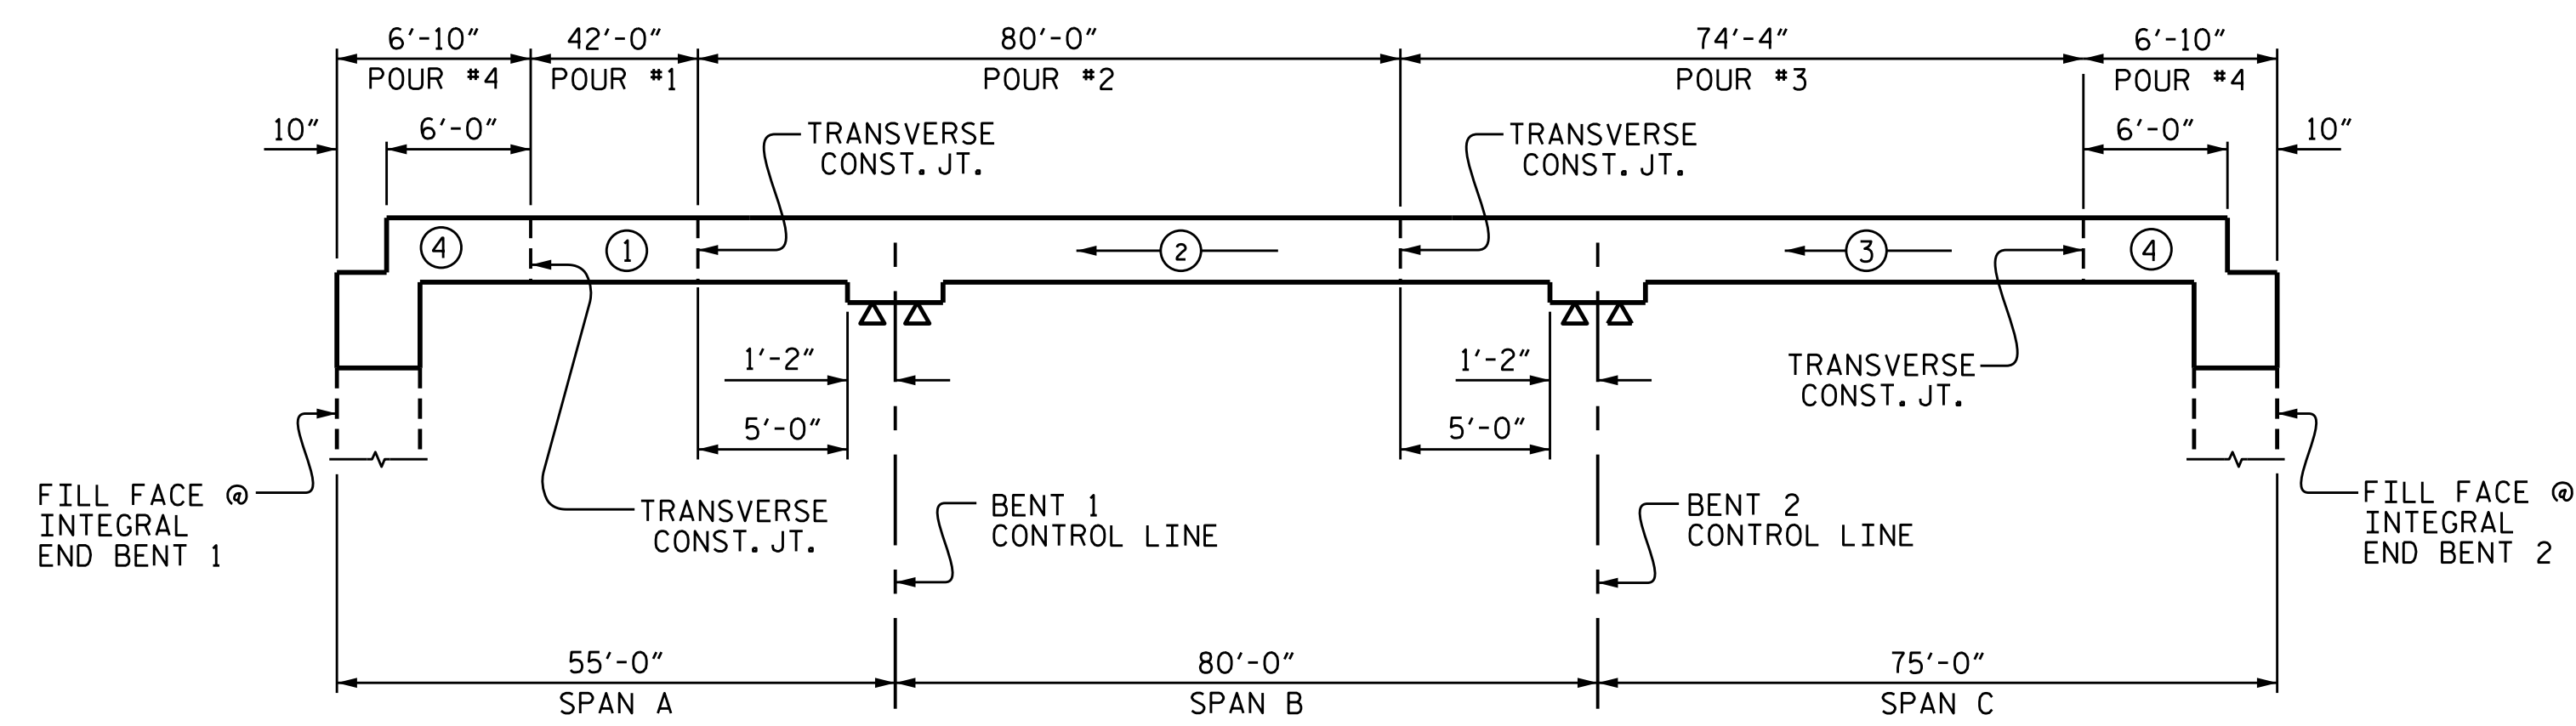 6'-10" 42'-0" 80'-0" 74'-4" 6'-10"
POUR #4 POUR #1 POUR #2 POUR #3 POUR #4
10" 6'-0" TRANSVERSE TRANSVERSE 6'-0" 10"
CONST. JT. CONST. JT.
4 1 2 3 4
1'-2" 1'-2" TRANSVERSE
CONST. JT.
5'-0" 5'-0"
FILL FACE @
INTEGRAL
END BENT 1
TRANSVERSE
CONST. JT.
BENT 1
CONTROL LINE
BENT 2
CONTROL LINE
FILL FACE @
INTEGRAL
END BENT 2
55'-0" 80'-0" 75'-0"
SPAN A SPAN B SPAN C